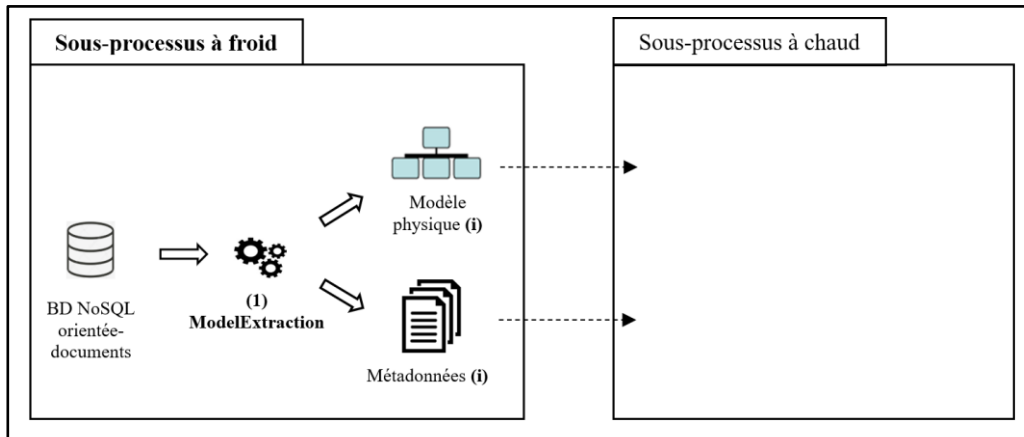 Sous-processus à froid
Sous-processus à chaud
Modèle
physique (i)
BD NoSQL
orientée-
documents
(1)
ModelExtraction
Métadonnées (i)